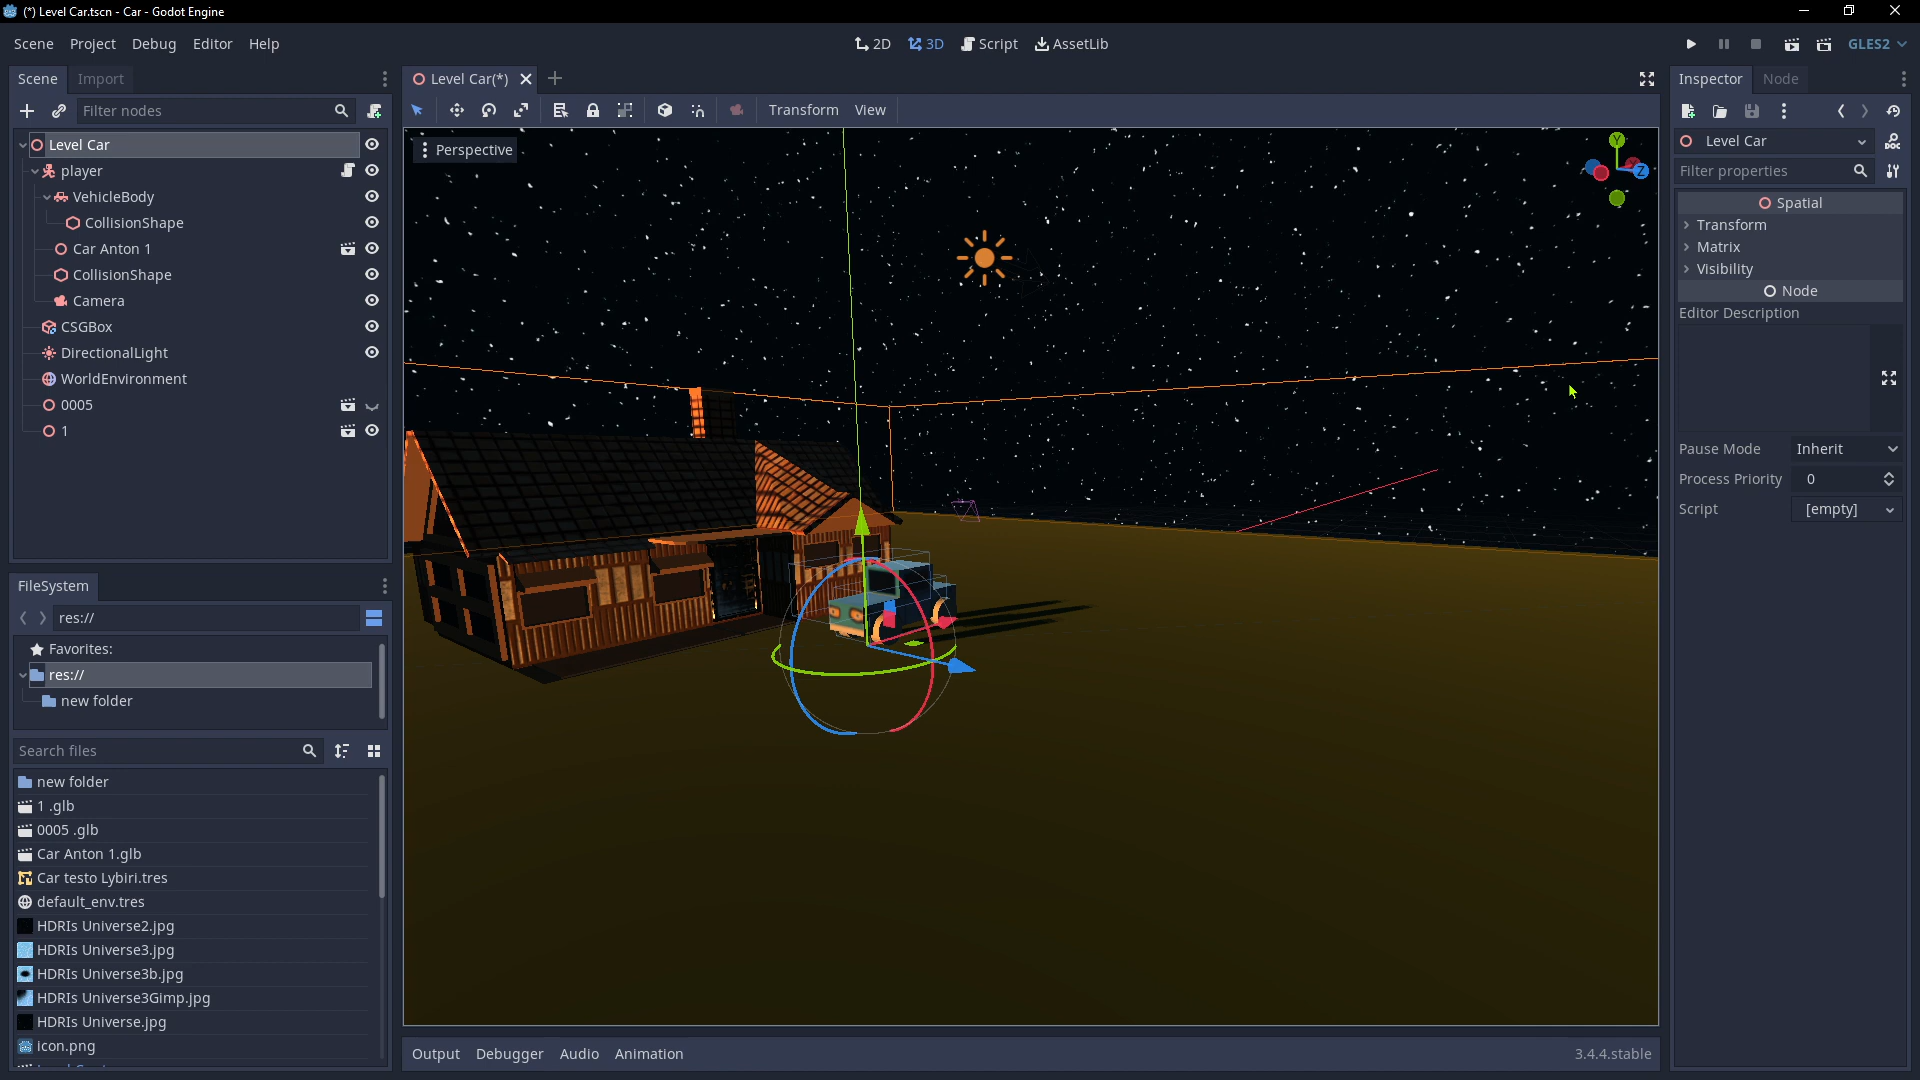 (*) Level Car.tscn - Car - Godot Engine
Scene Project Debug Editor Help
2D 3D Script AssetLib
GLES2
Scene Import
Level Car(*)
Inspector Node
Filter nodes
Transform View
Level Car
Filter properties
Level Car
player
VehicleBody
CollisionShape
Car Anton 1
CollisionShape
Camera
CSGBox
DirectionalLight
WorldEnvironment
0005
1
Perspective
Y
Z
Spatial
Transform
Matrix
Visibility
Node
Editor Description
Pause Mode Inherit
Process Priority 0
Script [empty]
FileSystem
res://
Favorites:
res://
new folder
Search files
new folder
1 .glb
0005 .glb
Car Anton 1.glb
Car testo Lybiri.tres
default_env.tres
HDRIs Universe2.jpg
HDRIs Universe3.jpg
HDRIs Universe3b.jpg
HDRIs Universe3Gimp.jpg
HDRIs Universe.jpg
icon.png
Output Debugger Audio Animation
3.4.4.stable